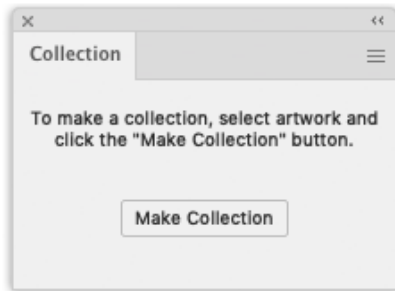 Collection
To make a collection, select artwork and
click the "Make Collection" button.
Make Collection